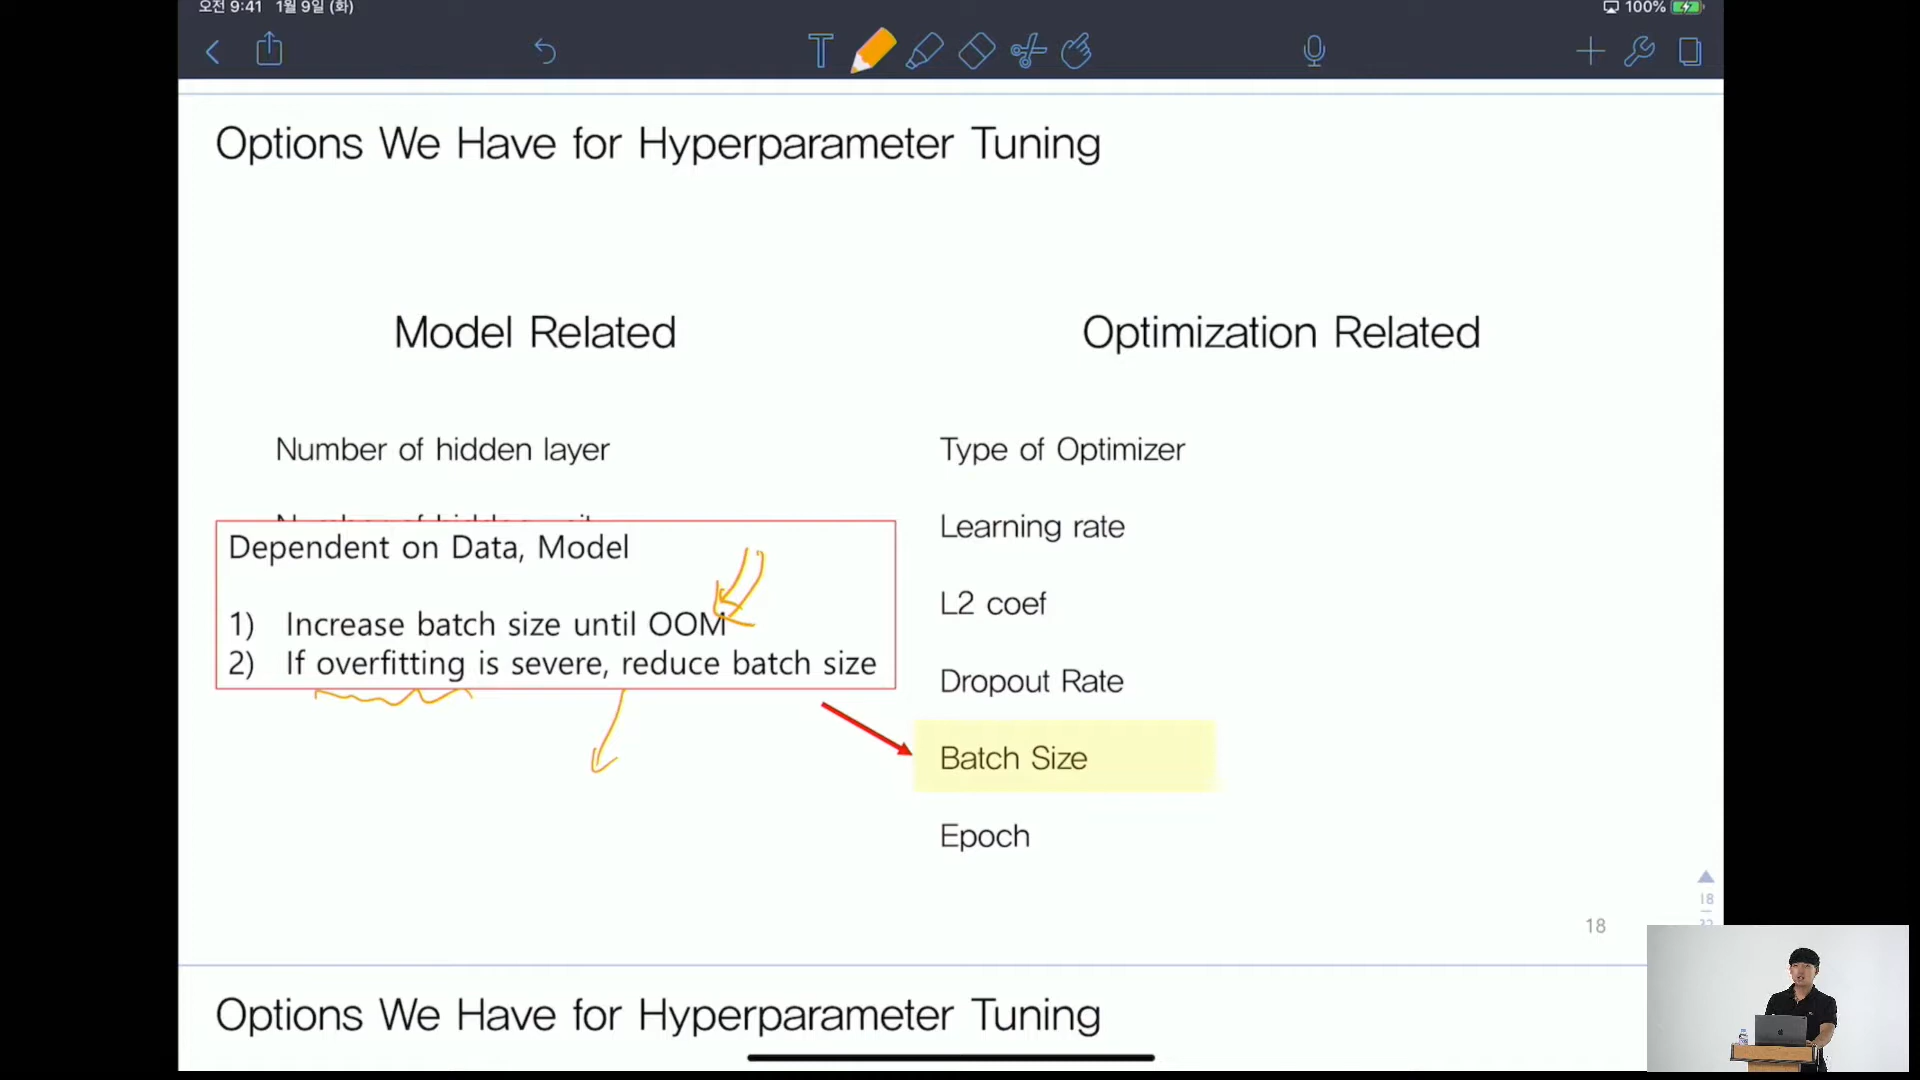 오전 9:41 1월 9일 (화)
100%
Options We Have for Hyperparameter Tuning
Model Related
Optimization Related
Number of hidden layer
Type of Optimizer
Learning rate
Dependent on Data, Model
L2 coef
1) Increase batch size until OOM
2) If overfitting is severe, reduce batch size
Dropout Rate
Batch Size
Epoch
18
18
Options We Have for Hyperparameter Tuning